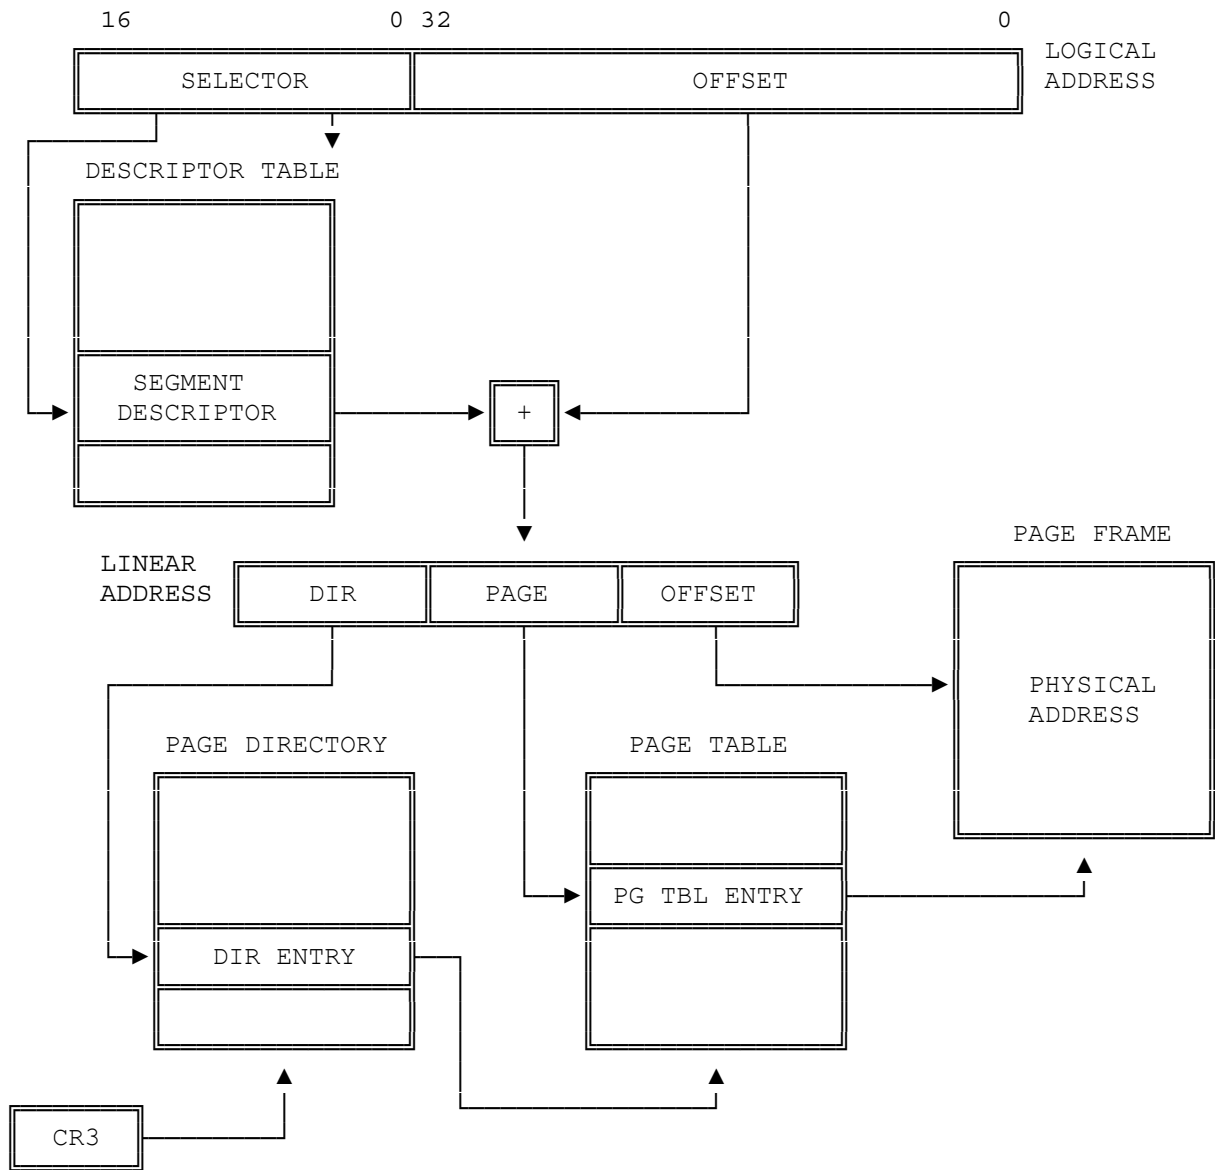 16 0 32 0
SELECTOR OFFSET LOGICAL
ADDRESS
DESCRIPTOR TABLE
SEGMENT
DESCRIPTOR
+
PAGE FRAME
LINEAR
ADDRESS
DIR PAGE OFFSET
PHYSICAL
ADDRESS
PAGE DIRECTORY PAGE TABLE
PG TBL ENTRY
DIR ENTRY
CR3